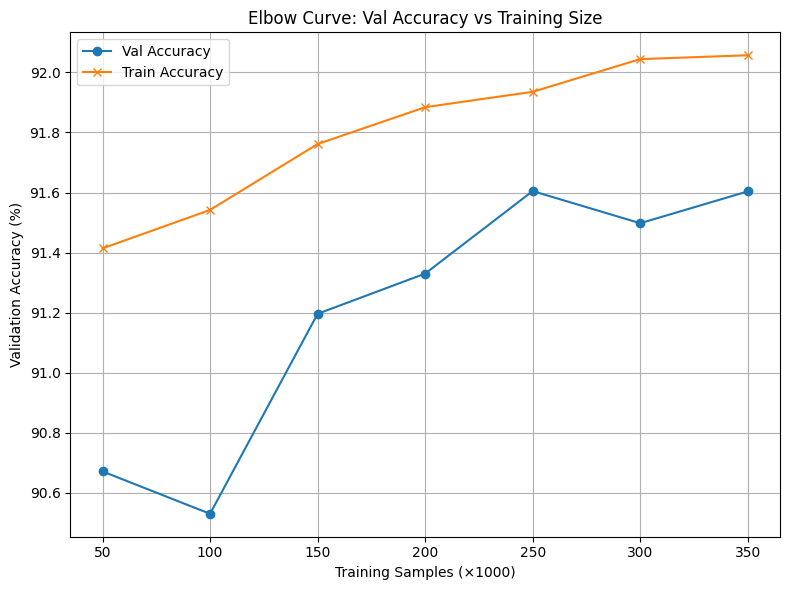 Elbow Curve: Val Accuracy vs Training Size
Val Accuracy
Train Accuracy
Validation Accuracy (%)
92.0
91.8
91.6
91.4
91.2
91.0
90.8
90.6
50 100 150 200 250 300 350
Training Samples (×1000)